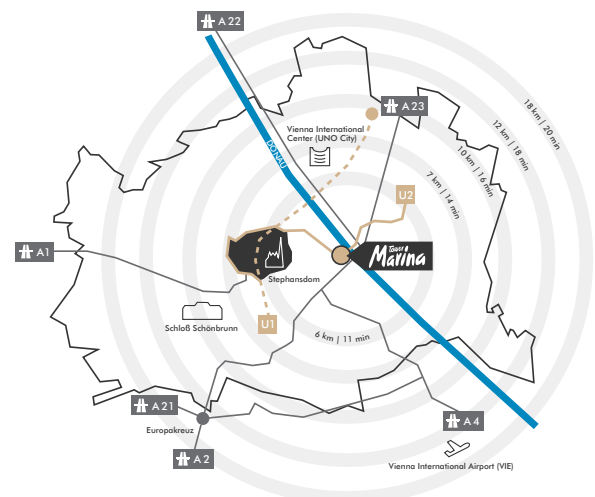 A 22
18 km | 20 min
A 23
12 km | 18 min
Vienna International
Center (UNO City)
DONAU
10 km | 16 min
7 km | 14 min
U2
A1
Tower
Marina
Stephansdom
Schloß Schönbrunn
U1
6 km | 11 min
A 21
Europakreuz
A 4
A 2
Vienna International Airport (VIE)